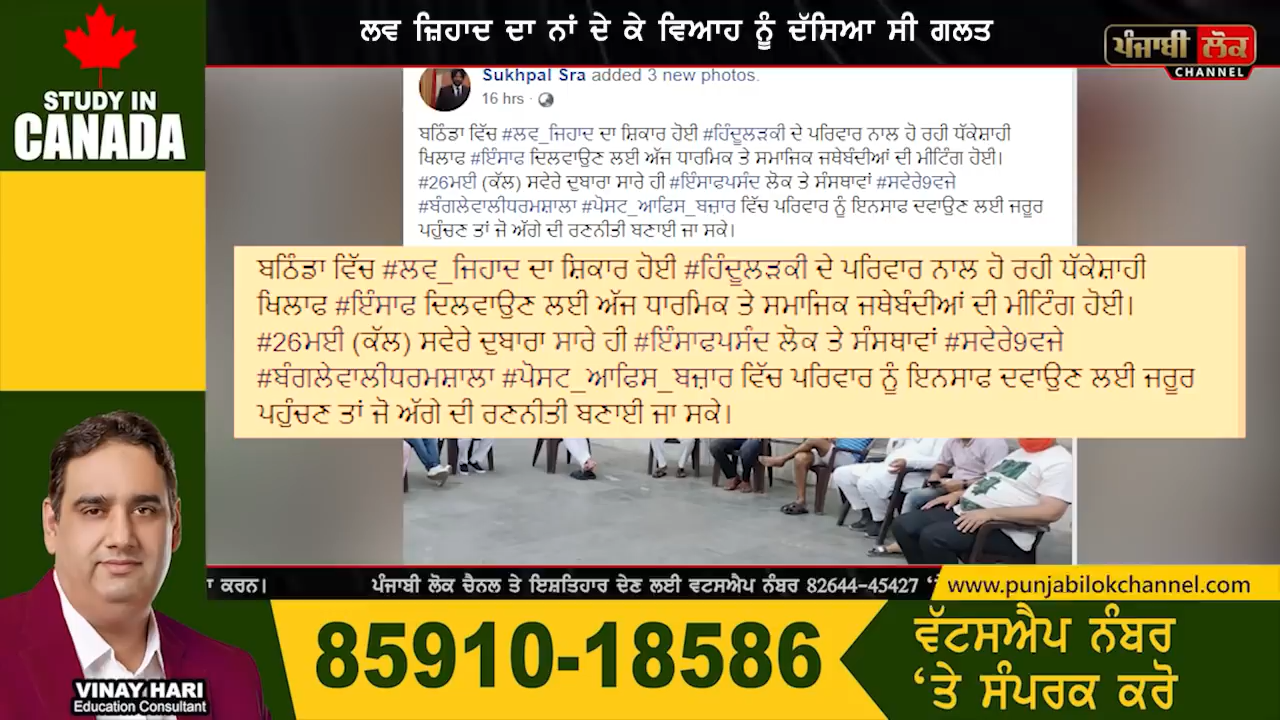 ਲਵ ਜ਼ਿਹਾਦ ਦਾ ਨਾਂ ਦੇ ਕੇ ਵਿਆਹ ਨੂੰ ਦੱਸਿਆ ਸੀ ਗਲਤ
ਪੰਜਾਬੀ ਲੋਕ
CHANNEL
STUDY IN
CANADA
Sukhpal Sra added 3 new photos.
16 hrs ·
ਬਠਿੰਡਾ ਵਿੱਚ #ਲਵ_ਜਿਹਾਦ ਦਾ ਸ਼ਿਕਾਰ ਹੋਈ #ਹਿੰਦੂਲੜਕੀ ਦੇ ਪਰਿਵਾਰ ਨਾਲ ਹੋ ਰਹੀ ਧੱਕੇਸ਼ਾਹੀ
ਖਿਲਾਫ #ਇੰਸਾਫ ਦਿਲਵਾਉਣ ਲਈ ਅੱਜ ਧਾਰਮਿਕ ਤੇ ਸਮਾਜਿਕ ਜਥੇਬੰਦੀਆਂ ਦੀ ਮੀਟਿੰਗ ਹੋਈ।
#26ਮਈ (ਕੱਲ) ਸਵੇਰੇ ਦੁਬਾਰਾ ਸਾਰੇ ਹੀ #ਇੰਸਾਫਪਸੰਦ ਲੋਕ ਤੇ ਸੰਸਥਾਵਾਂ #ਸਵੇਰੇ9ਵਜੇ
#ਬੰਗਲੇਵਾਲੀਧਰਮਸ਼ਾਲਾ #ਪੋਸਟ_ਆਫਿਸ_ਬਜ਼ਾਰ ਵਿੱਚ ਪਰਿਵਾਰ ਨੂੰ ਇਨਸਾਫ ਦਵਾਉਣ ਲਈ ਜਰੂਰ
ਪਹੁੰਚਣ ਤਾਂ ਜੋ ਅੱਗੇ ਦੀ ਰਣਨੀਤੀ ਬਣਾਈ ਜਾ ਸਕੇ।
ਬਠਿੰਡਾ ਵਿੱਚ #ਲਵ_ਜਿਹਾਦ ਦਾ ਸ਼ਿਕਾਰ ਹੋਈ #ਹਿੰਦੂਲੜਕੀ ਦੇ ਪਰਿਵਾਰ ਨਾਲ ਹੋ ਰਹੀ ਧੱਕੇਸ਼ਾਹੀ
ਖਿਲਾਫ #ਇੰਸਾਫ ਦਿਲਵਾਉਣ ਲਈ ਅੱਜ ਧਾਰਮਿਕ ਤੇ ਸਮਾਜਿਕ ਜਥੇਬੰਦੀਆਂ ਦੀ ਮੀਟਿੰਗ ਹੋਈ।
#26ਮਈ (ਕੱਲ) ਸਵੇਰੇ ਦੁਬਾਰਾ ਸਾਰੇ ਹੀ #ਇੰਸਾਫਪਸੰਦ ਲੋਕ ਤੇ ਸੰਸਥਾਵਾਂ #ਸਵੇਰੇ9ਵਜੇ
#ਬੰਗਲੇਵਾਲੀਧਰਮਸ਼ਾਲਾ #ਪੋਸਟ_ਆਫਿਸ_ਬਜ਼ਾਰ ਵਿੱਚ ਪਰਿਵਾਰ ਨੂੰ ਇਨਸਾਫ ਦਵਾਉਣ ਲਈ ਜਰੂਰ
ਪਹੁੰਚਣ ਤਾਂ ਜੋ ਅੱਗੇ ਦੀ ਰਣਨੀਤੀ ਬਣਾਈ ਜਾ ਸਕੇ।
ਕਰਨ। ਪੰਜਾਬੀ ਲੋਕ ਚੈਨਲ ਤੇ ਇਸ਼ਤਿਹਾਰ ਦੇਣ ਲਈ ਵਟਸਐਪ ਨੰਬਰ 82644-45427
www.punjabilokchannel.com
85910-18586
ਵੱਟਸਐਪ ਨੰਬਰ
‘ਤੇ ਸੰਪਰਕ ਕਰੋ
VINAY HARI
Education Consultant